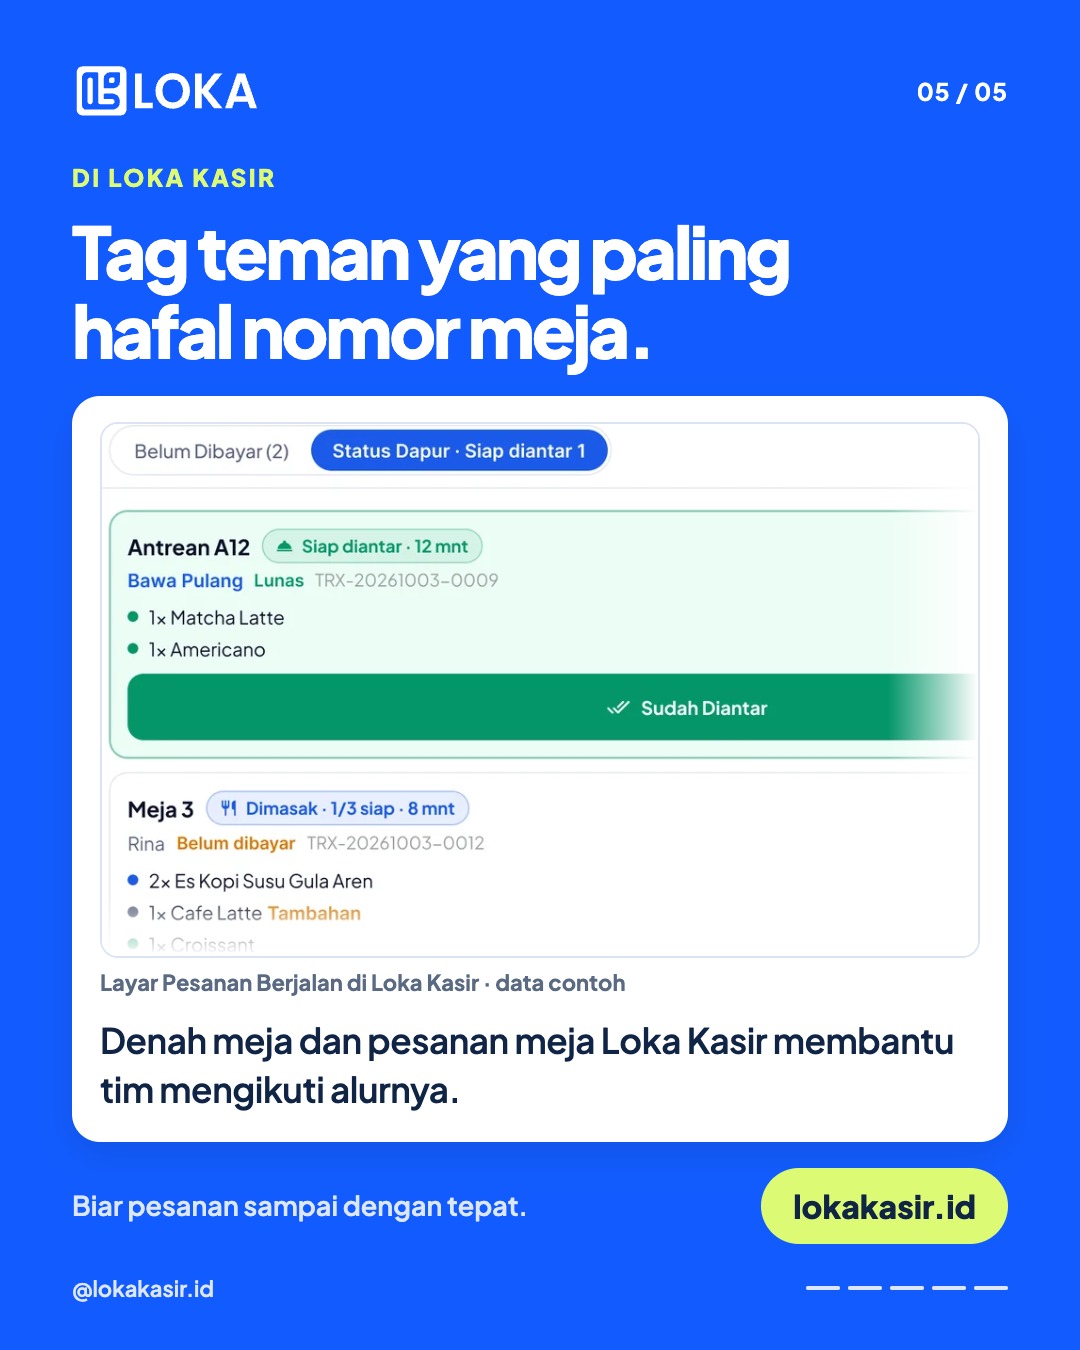 LOKA
05 / 05
DI LOKA KASIR
Tag teman yang paling
hafal nomor meja.
Belum Dibayar (2)
Status Dapur · Siap diantar 1
Antrean A12
Siap diantar · 12 mnt
Bawa Pulang Lunas TRX-20261003-0009
1x Matcha Latte
1x Americano
Sudah Diantar
Meja 3
Dimasak · 1/3 siap · 8 mnt
Rina Belum dibayar TRX-20261003-0012
2x Es Kopi Susu Gula Aren
1x Cafe Latte Tambahan
1x Croissant
Layar Pesanan Berjalan di Loka Kasir · data contoh
Denah meja dan pesanan meja Loka Kasir membantu
tim mengikuti alurnya.
Biar pesanan sampai dengan tepat.
lokakasir.id
@lokakasir.id